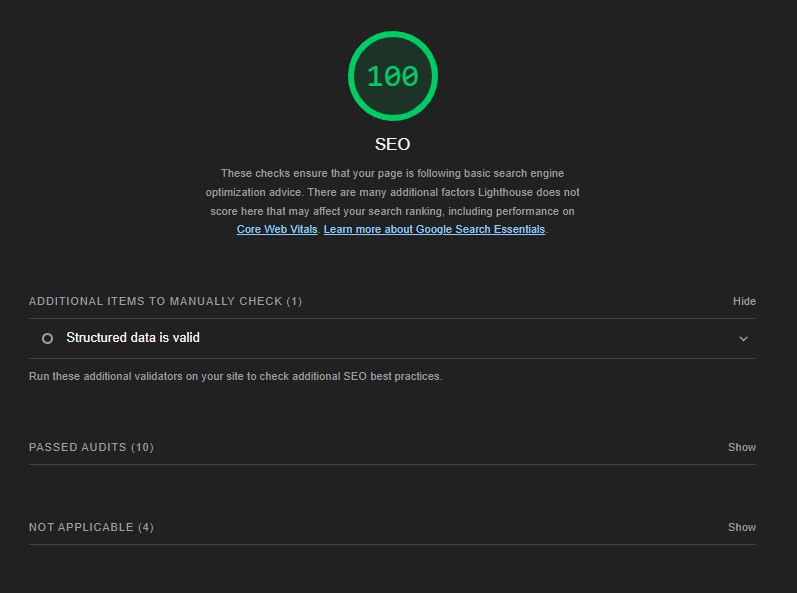 100
SEO
These checks ensure that your page is following basic search engine
optimization advice. There are many additional factors Lighthouse does not
score here that may affect your search ranking, including performance on
Core Web Vitals. Learn more about Google Search Essentials.
ADDITIONAL ITEMS TO MANUALLY CHECK (1) Hide
Structured data is valid
Run these additional validators on your site to check additional SEO best practices.
PASSED AUDITS (10) Show
NOT APPLICABLE (4) Show